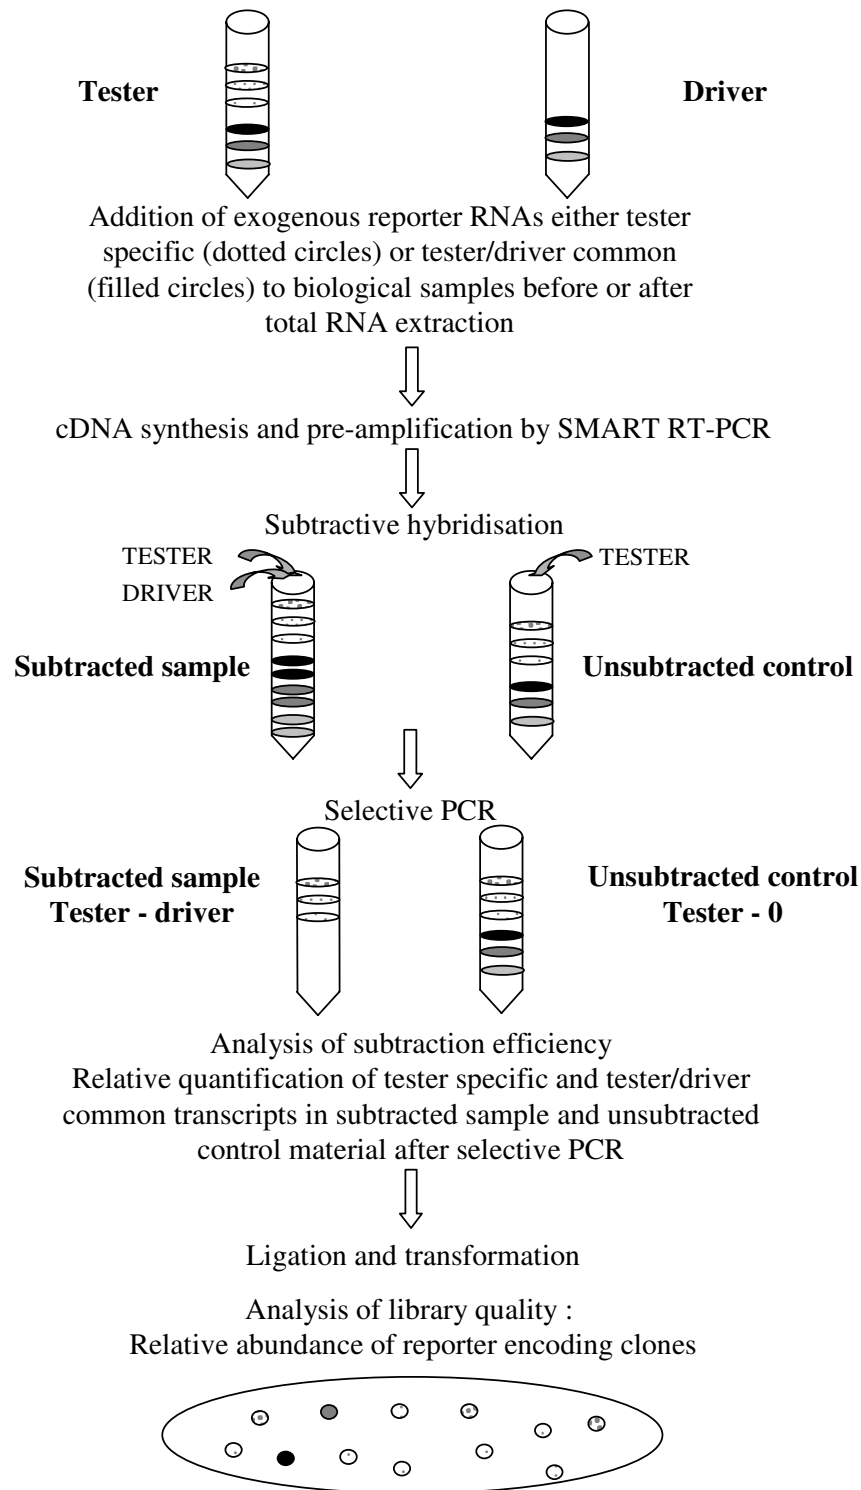 Tester
Driver
Addition of exogenous reporter RNAs either tester
specific (dotted circles) or tester/driver common
(filled circles) to biological samples before or after
total RNA extraction
cDNA synthesis and pre-amplification by SMART RT-PCR
Subtractive hybridisation
TESTER
DRIVER
TESTER
Subtracted sample
Unsubtracted control
Selective PCR
Subtracted sample
Tester - driver
Unsubtracted control
Tester - 0
Analysis of subtraction efficiency
Relative quantification of tester specific and tester/driver
common transcripts in subtracted sample and unsubtracted
control material after selective PCR
Ligation and transformation
Analysis of library quality :
Relative abundance of reporter encoding clones